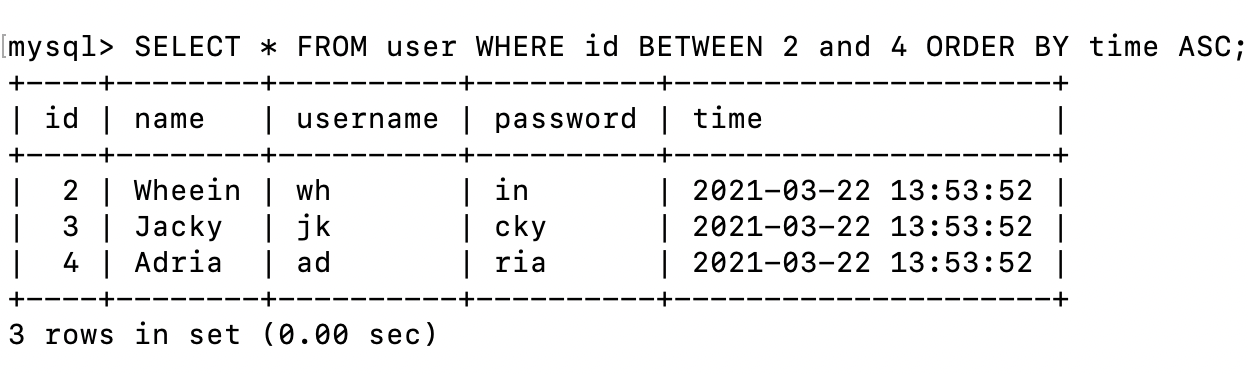 mysql> SELECT * FROM user WHERE id BETWEEN 2 and 4 ORDER BY time ASC;
+----+--------+----------+----------+---------------------+
| id | name   | username | password | time                |
+----+--------+----------+----------+---------------------+
|  2 | Wheein | wh       | in       | 2021-03-22 13:53:52 |
|  3 | Jacky  | jk       | cky      | 2021-03-22 13:53:52 |
|  4 | Adria  | ad       | ria      | 2021-03-22 13:53:52 |
+----+--------+----------+----------+---------------------+
3 rows in set (0.00 sec)